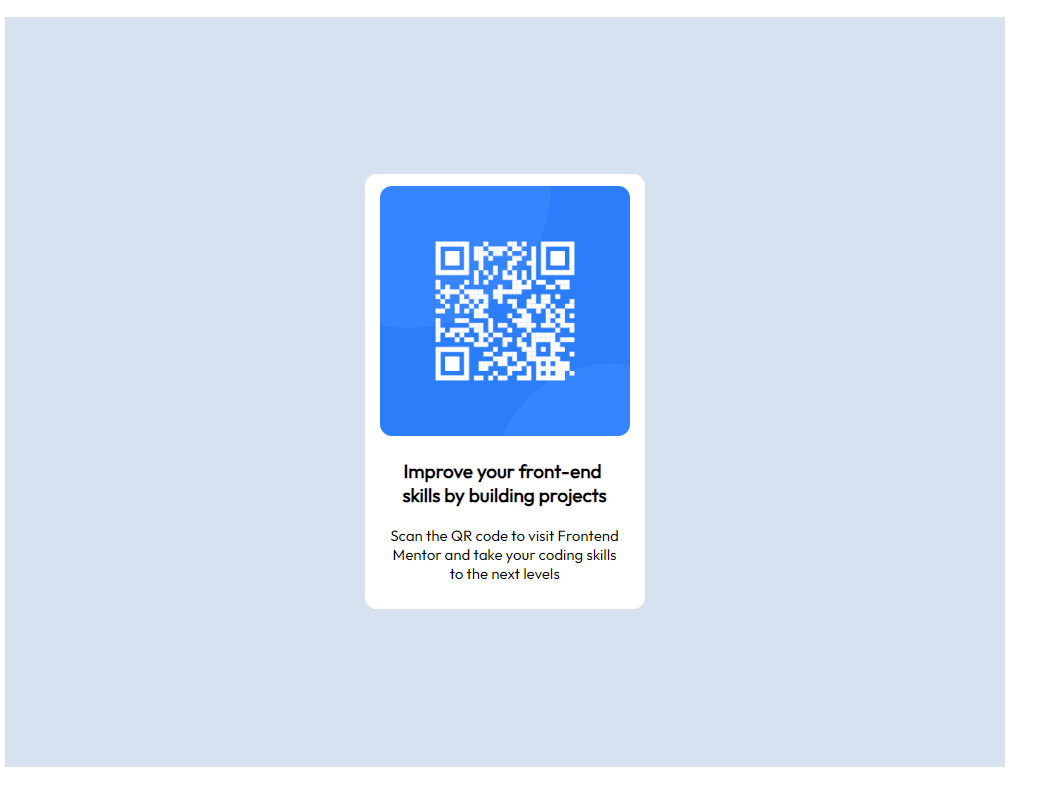 Improve your front-end
skills by building projects
Scan the QR code to visit Frontend
Mentor and take your coding skills
to the next levels